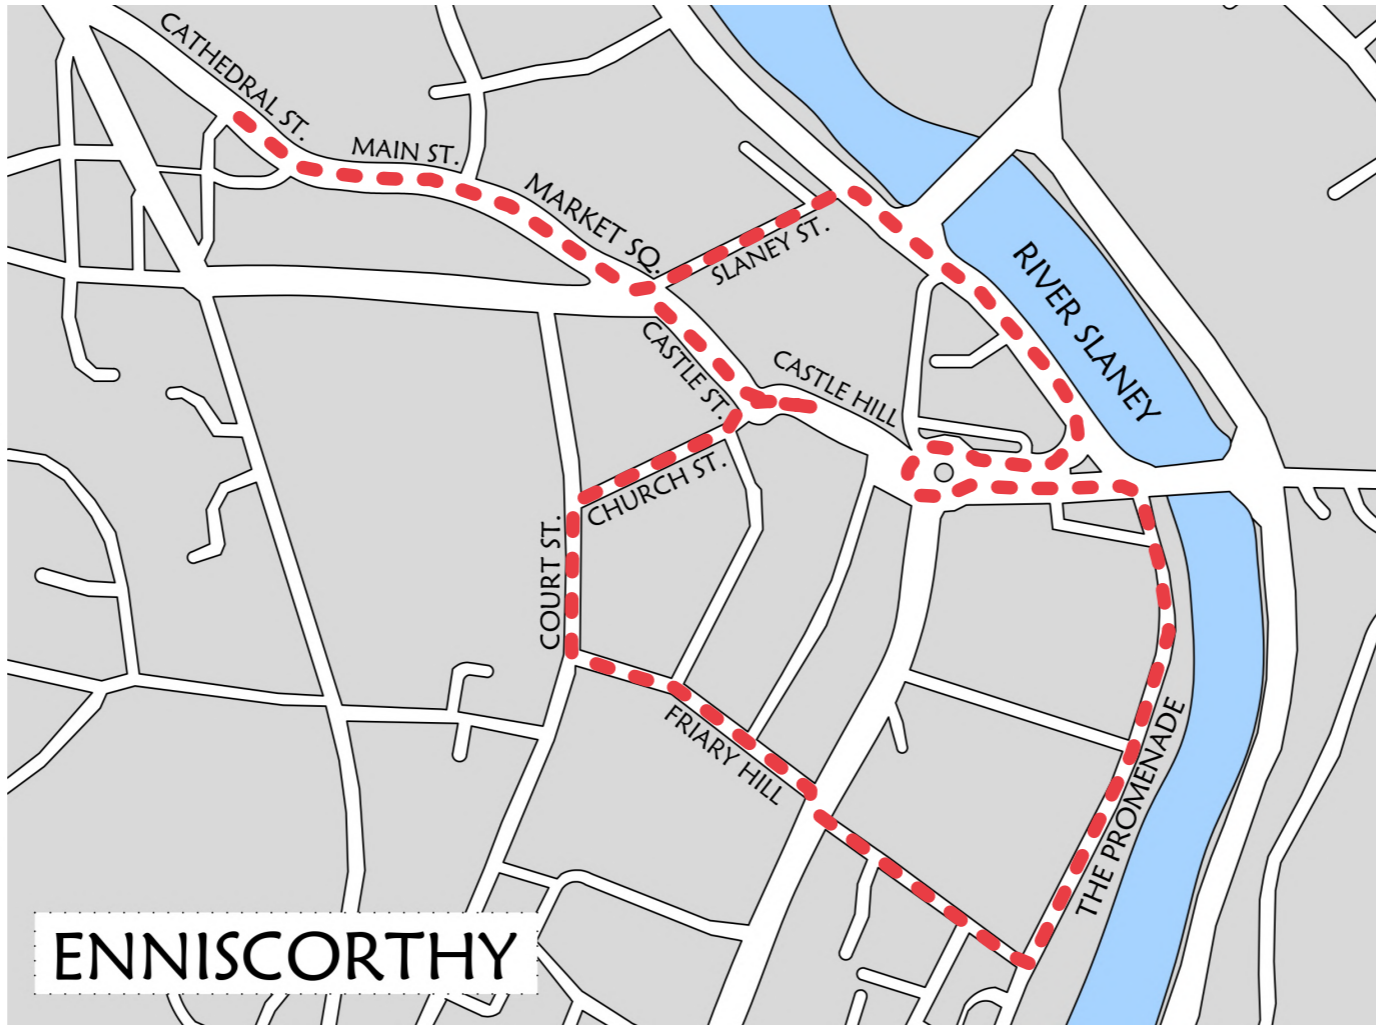 CATHEDRAL ST.
MAIN ST.
MARKET SQ.
SLANEY ST.
RIVER SLANEY
CASTLE ST.
CASTLE HILL
CHURCH ST.
COURT ST.
FRIARY HILL
THE PROMENADE
ENNISCORTHY